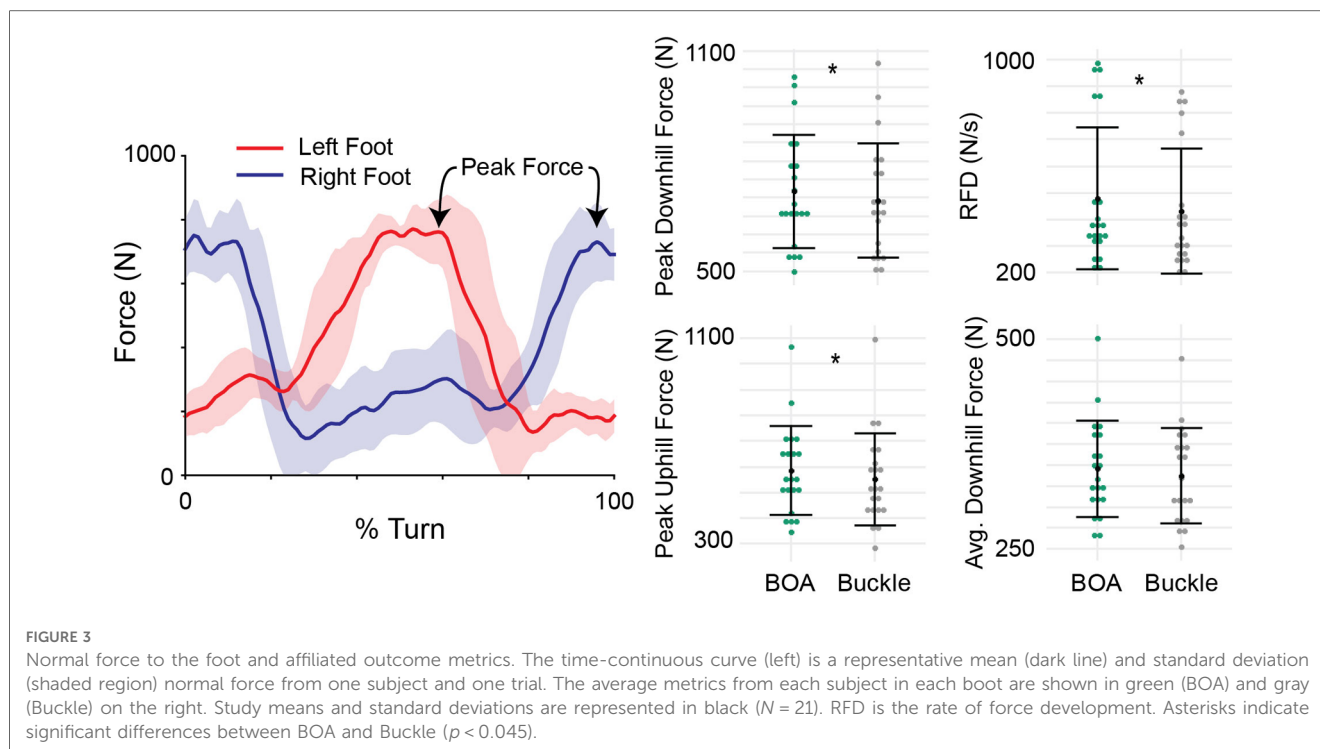 1000
Left Foot
Right Foot
Peak Force
Force (N)
0
0
100
% Turn
1100
*
Peak Downhill Force (N)
500
1000
*
RFD (N/s)
200
1100
*
Peak Uphill Force (N)
300
BOA
Buckle
500
Avg. Downhill Force (N)
250
BOA
Buckle
FIGURE 3
Normal force to the foot and affiliated outcome metrics. The time-continuous curve (left) is a representative mean (dark line) and standard deviation
(shaded region) normal force from one subject and one trial. The average metrics from each subject in each boot are shown in green (BOA) and gray
(Buckle) on the right. Study means and standard deviations are represented in black (N = 21). RFD is the rate of force development. Asterisks indicate
significant differences between BOA and Buckle (p < 0.045).